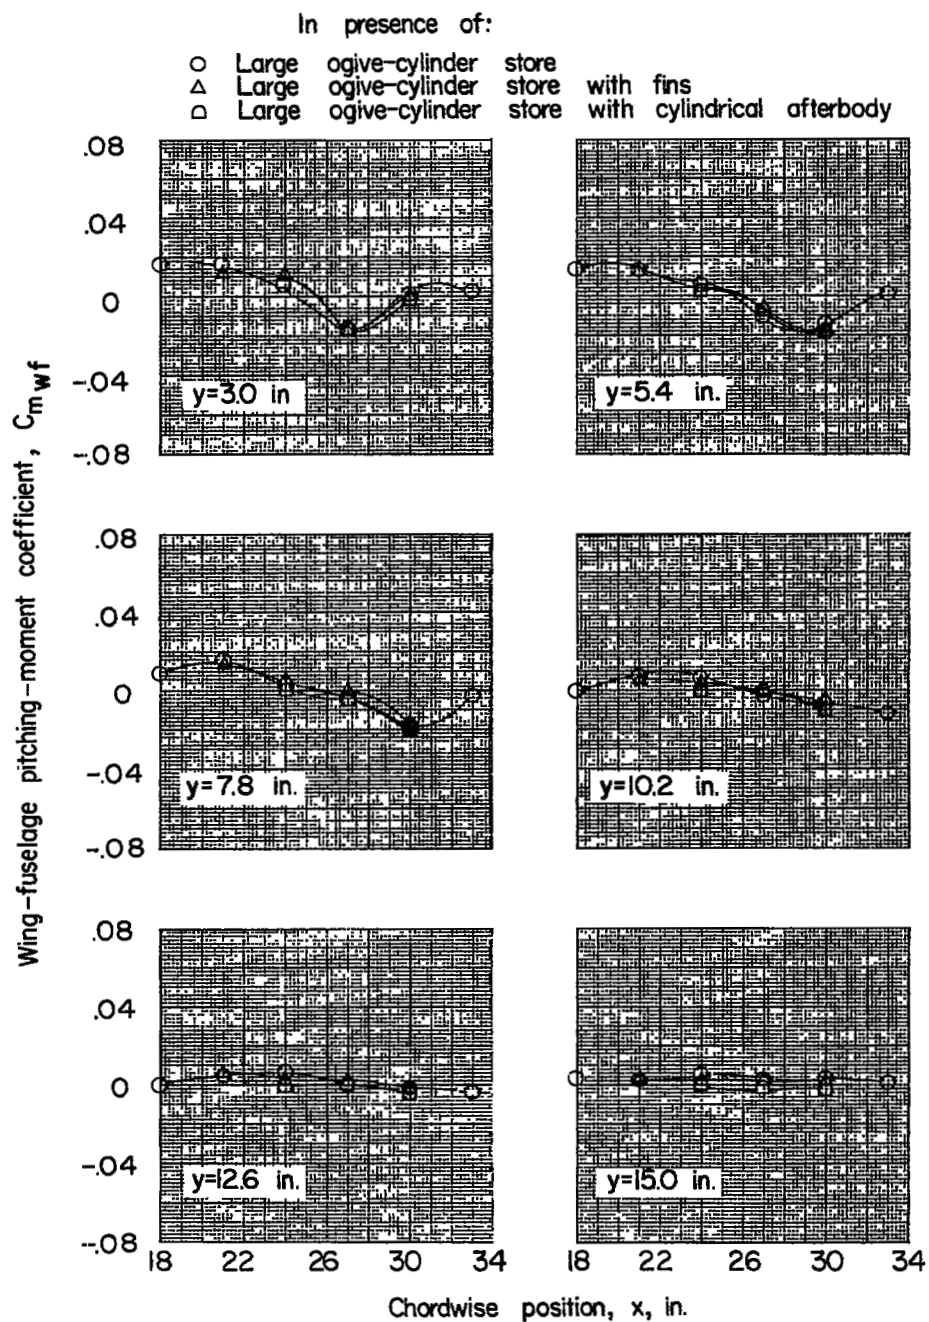 In presence of:
Large ogive-cylinder store
Large ogive-cylinder store with fins
Large ogive-cylinder store with cylindrical afterbody
Wing-fuselage pitching-moment coefficient, Cmwf
.08
.04
0
-.04
-.08
y=3.0 in
y=5.4 in.
.08
.04
0
-.04
-.08
y=7.8 in.
y=10.2 in.
.08
.04
0
-.04
-.08
y=12.6 in.
y=15.0 in.
18 22 26 30 34
18 22 26 30 34
Chordwise position, x, in.